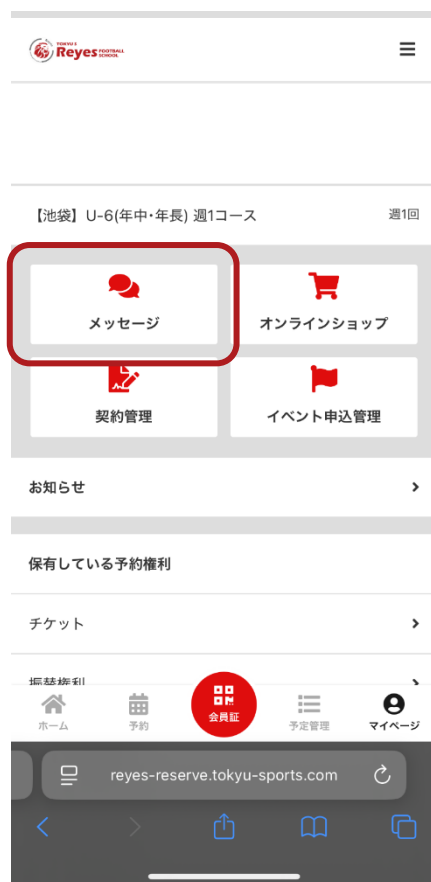 TOKYU S
Reyes FOOTBALL SCHOOL
【池袋】U-6(年中・年長) 週1コース 週1回
メッセージ オンラインショップ
契約管理 イベント申込管理
お知らせ
保有している予約権利
チケット
振替権利
ホーム 予約 会員証 予定管理 マイページ
reyes-reserve.tokyu-sports.com